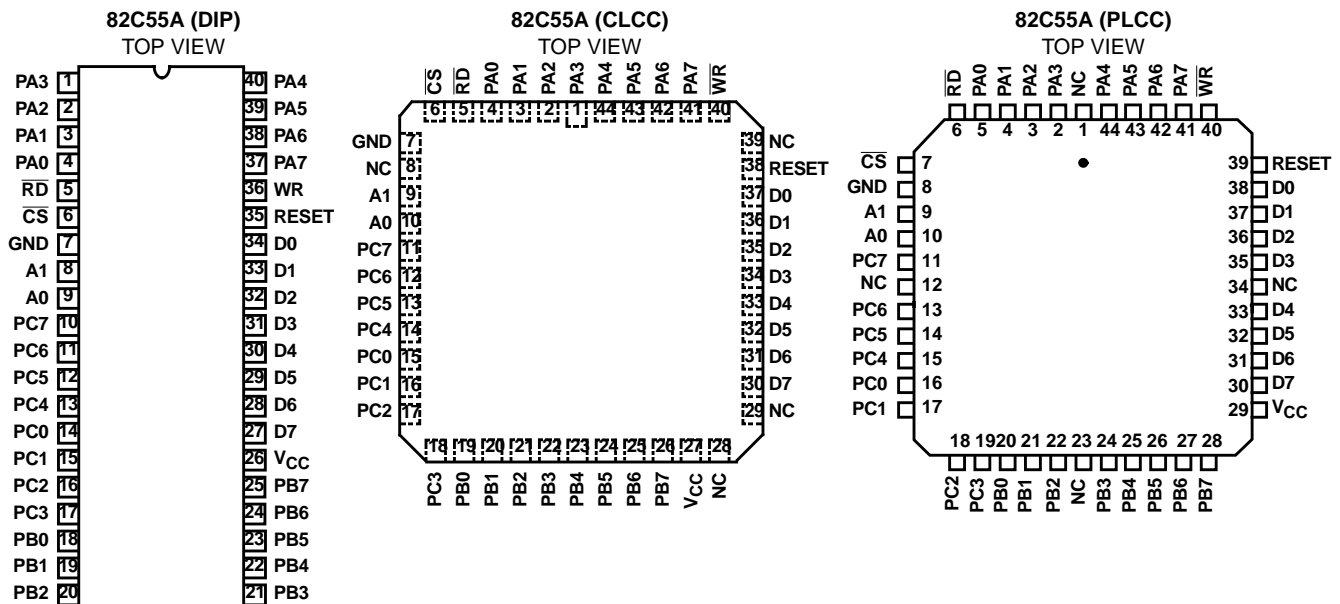 82C55A (DIP)
TOP VIEW
PA3 1 40 PA4
PA2 2 39 PA5
PA1 3 38 PA6
PA0 4 37 PA7
RD 5 36 WR
CS 6 35 RESET
GND 7 34 D0
A1 8 33 D1
A0 9 32 D2
PC7 10 31 D3
PC6 11 30 D4
PC5 12 29 D5
PC4 13 28 D6
PC0 14 27 D7
PC1 15 26 VCC
PC2 16 25 PB7
PC3 17 24 PB6
PB0 18 23 PB5
PB1 19 22 PB4
PB2 20 21 PB3
82C55A (CLCC)
TOP VIEW
CS RD PA0 PA1 PA2 PA3 PA4 PA5 PA6 PA7 WR
6 5 4 3 2 1 44 43 42 41 40
GND 7 39 NC
NC 8 38 RESET
A1 9 37 D0
A0 10 36 D1
PC7 11 35 D2
PC6 12 34 D3
PC5 13 33 D4
PC4 14 32 D5
PC0 15 31 D6
PC1 16 30 D7
PC2 17 29 NC
18 19 20 21 22 23 24 25 26 27 28
PC3 PB0 PB1 PB2 PB3 PB4 PB5 PB6 PB7 VCC NC
82C55A (PLCC)
TOP VIEW
RD PA0 PA1 PA2 PA3 NC PA4 PA5 PA6 PA7 WR
6 5 4 3 2 1 44 43 42 41 40
CS 7 39 RESET
GND 8 38 D0
A1 9 37 D1
A0 10 36 D2
PC7 11 35 D3
NC 12 34 NC
PC6 13 33 D4
PC5 14 32 D5
PC4 15 31 D6
PC0 16 30 D7
PC1 17 29 VCC
18 19 20 21 22 23 24 25 26 27 28
PC2 PC3 PB0 PB1 PB2 NC PB3 PB4 PB5 PB6 PB7